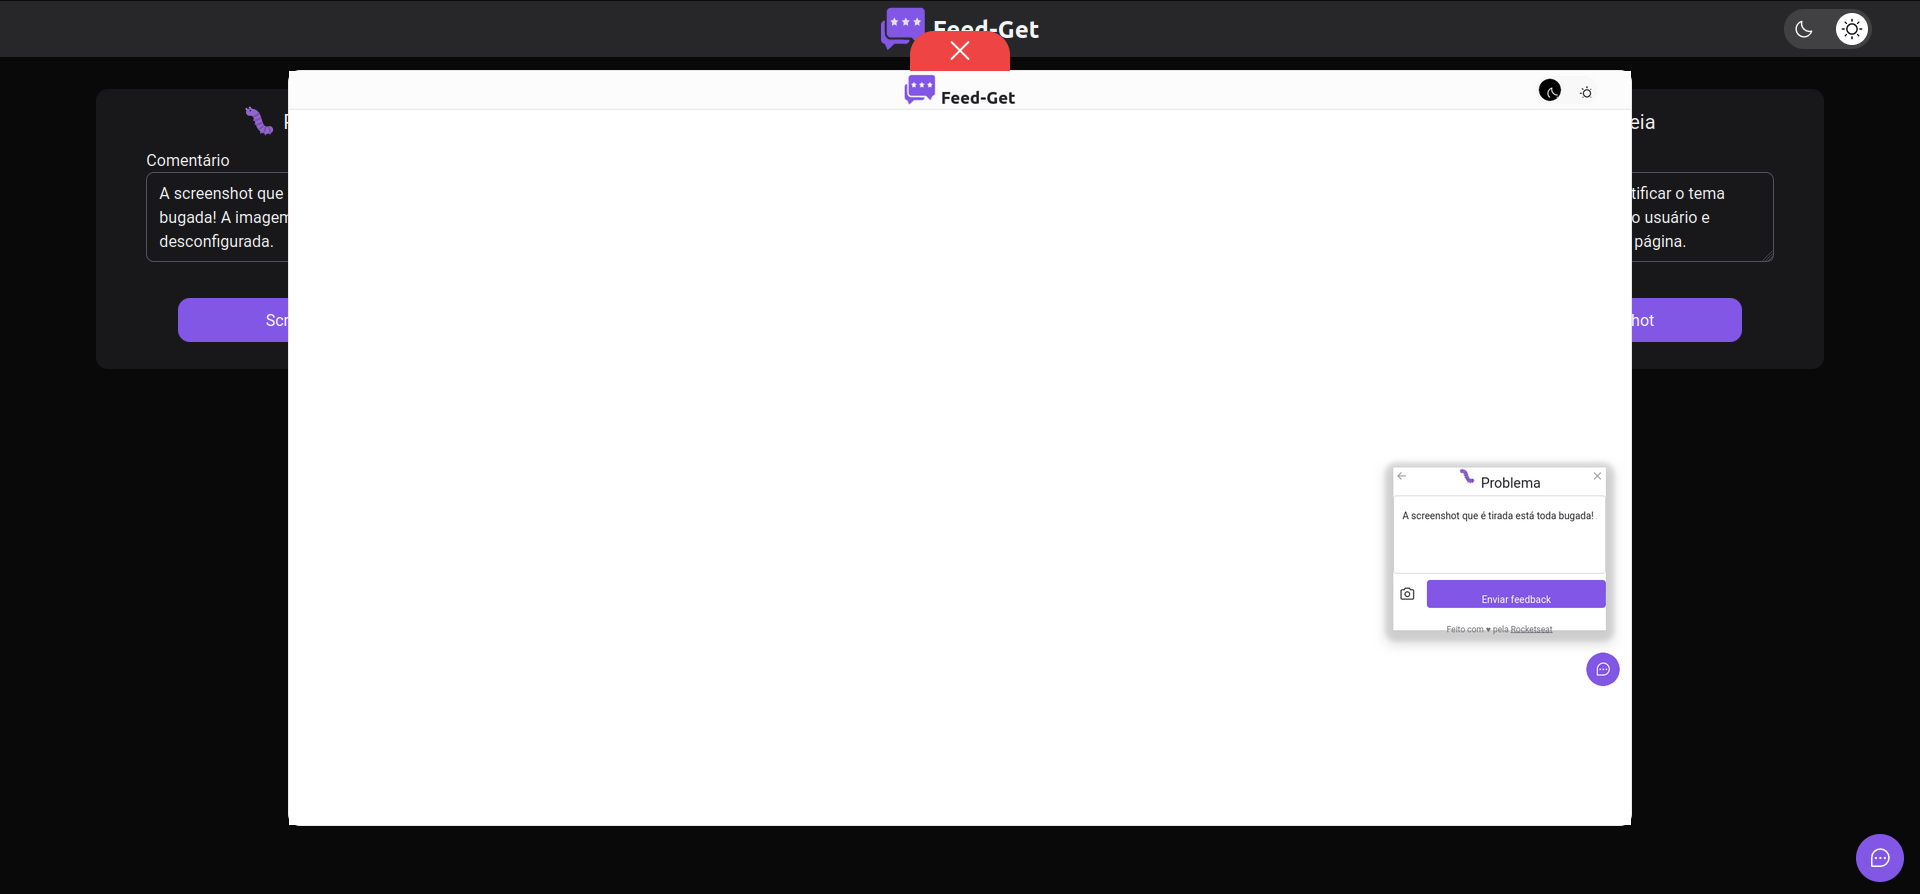 Feed-Get
Feed-Get
Comentário
A screenshot que
bugada! A imagem
desconfigurada.
Scr
eia
tificar o tema
o usuário e
página.
hot
Problema
A screenshot que é tirada está toda bugada!
Enviar feedback
Feito com ♥ pela Rocketseat